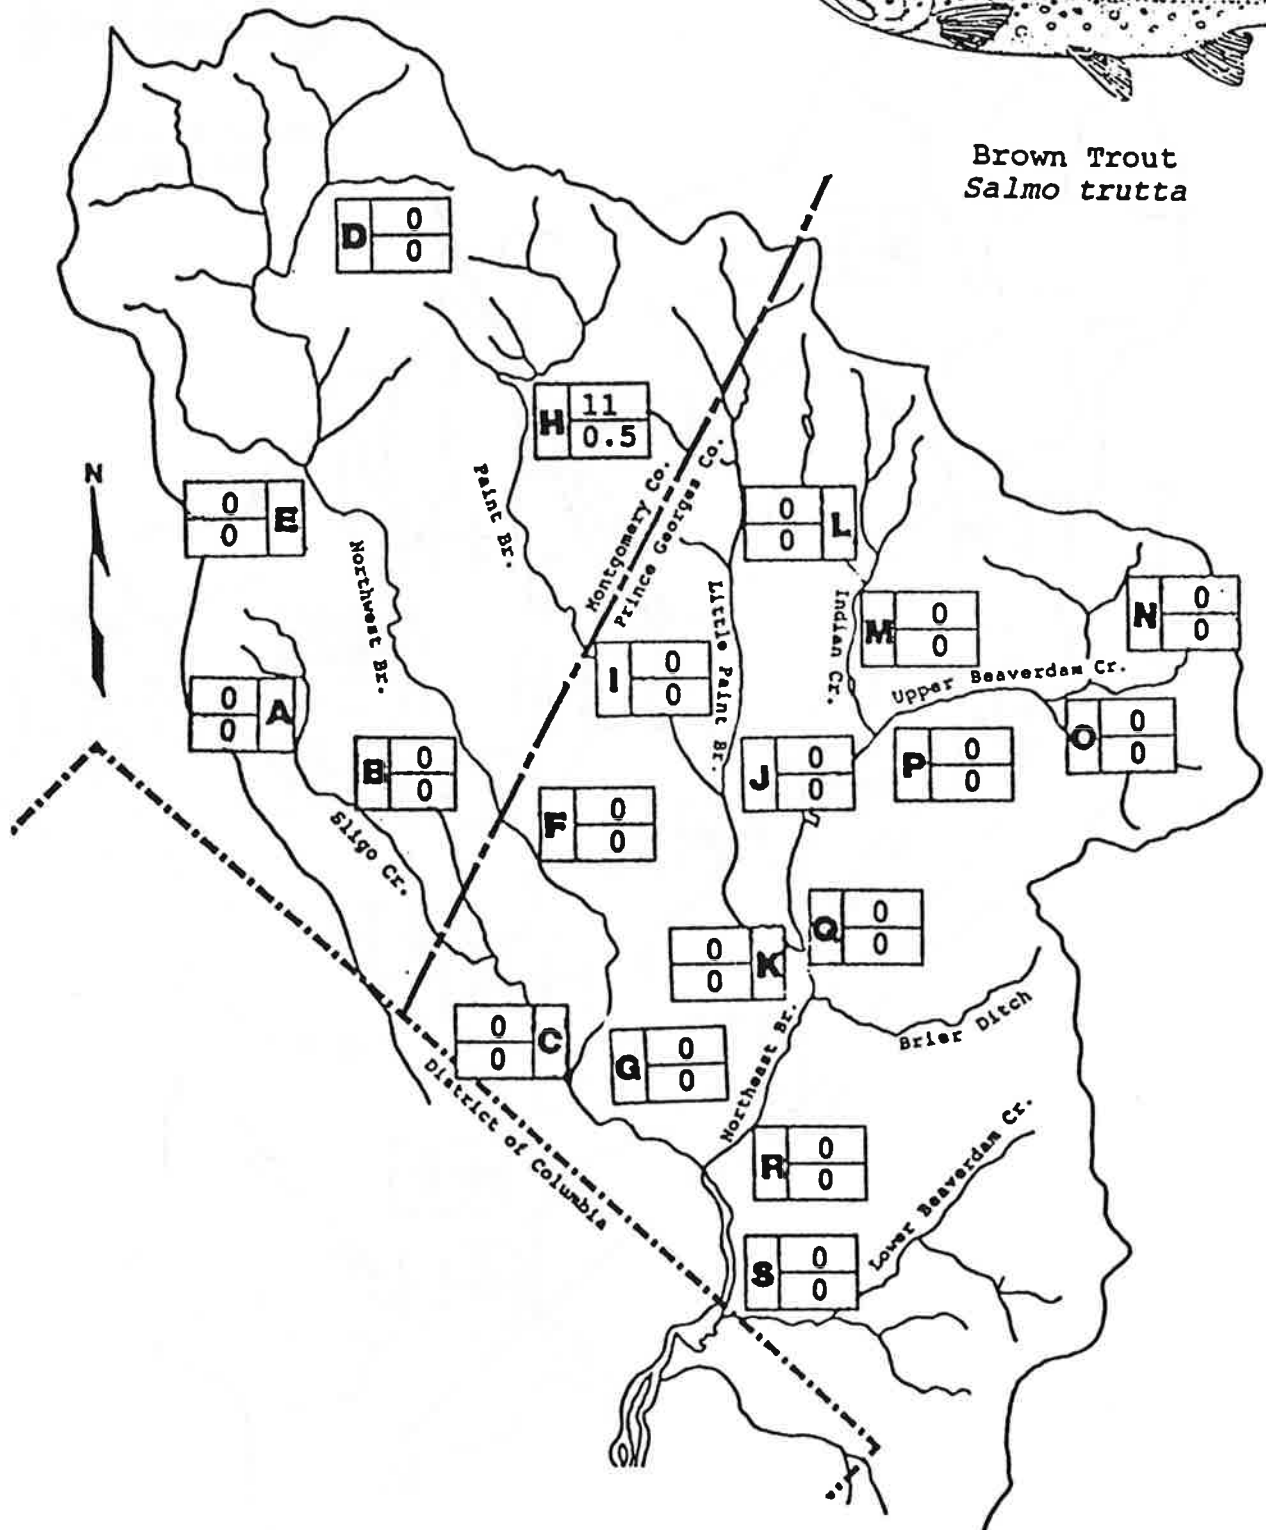 Brown Trout
Salmo trutta
D 0
0
H 11
0.5
N
0 E
0
Paint Br.
Montgomery Co.
Prince Georges Co.
0 L
0
Northwest Br.
Little Paint Br.
Indian Cr.
M 0
0
N 0
0
I 0
0
Upper Beaverdam Cr.
0 A
0
B 0
0
J 0
0
P 0
0
O 0
0
F 0
0
Sligo Cr.
Q 0
0
0 K
0
0 C
0
G 0
0
Northeast Br.
Brier Ditch
District of Columbia
R 0
0
Lower Beaverdam Cr.
S 0
0